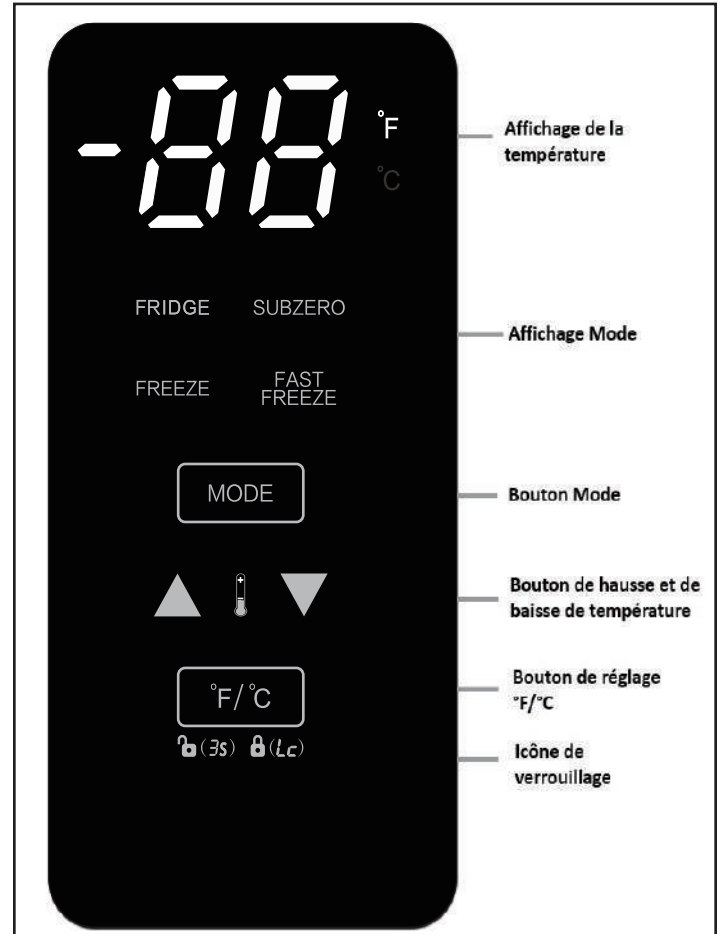 -88 °F
°C
Affichage de la
température
FRIDGE SUBZERO
Affichage Mode
FREEZE FAST
FREEZE
MODE
Bouton Mode
Bouton de hausse et de
baisse de température
+
-
°F/°C
Bouton de réglage
°F/°C
(3s) (Lc)
Icône de
verrouillage